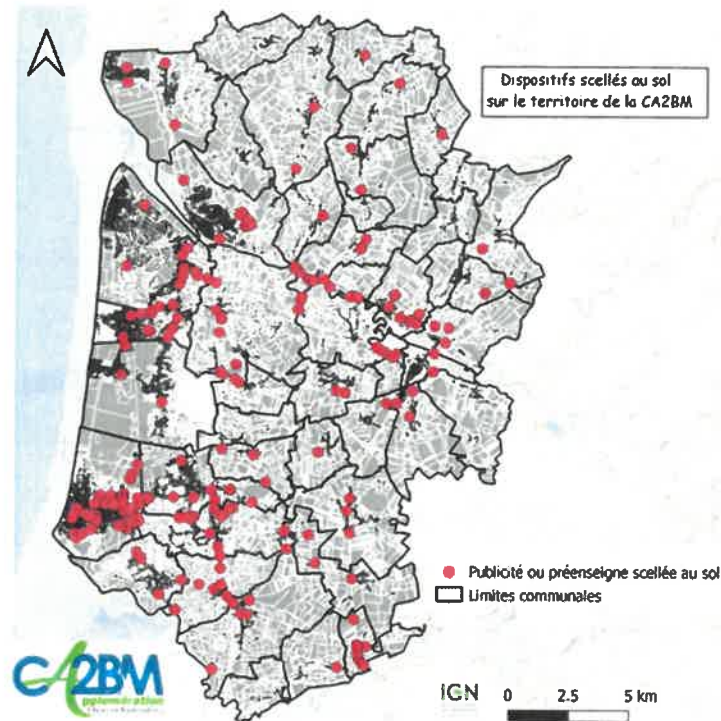 Dispositifs scellés au sol
sur le territoire de la CA2BM
Publicité ou préenseigne scellée au sol
Limites communales
CA2BM
IGN 0 2.5 5 km